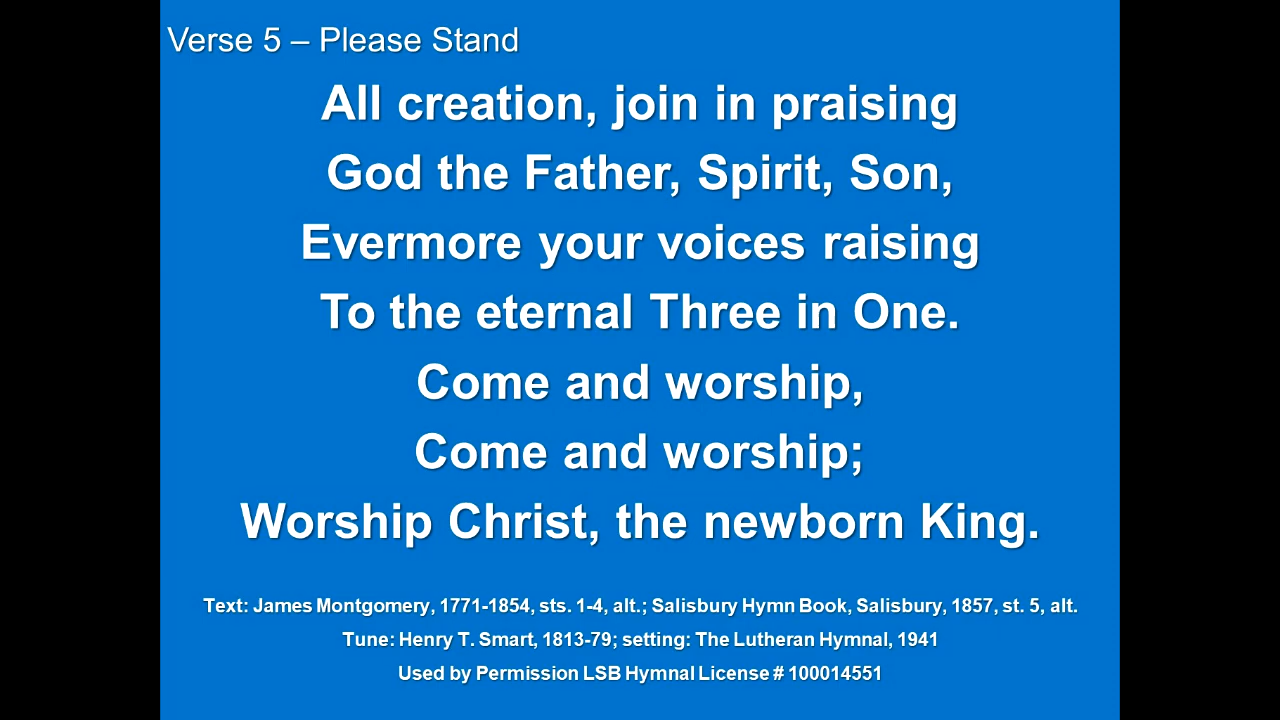 Verse 5 – Please Stand
All creation, join in praising
God the Father, Spirit, Son,
Evermore your voices raising
To the eternal Three in One.
Come and worship,
Come and worship;
Worship Christ, the newborn King.
Text: James Montgomery, 1771-1854, sts. 1-4, alt.; Salisbury Hymn Book, Salisbury, 1857, st. 5, alt.
Tune: Henry T. Smart, 1813-79; setting: The Lutheran Hymnal, 1941
Used by Permission LSB Hymnal License # 100014551